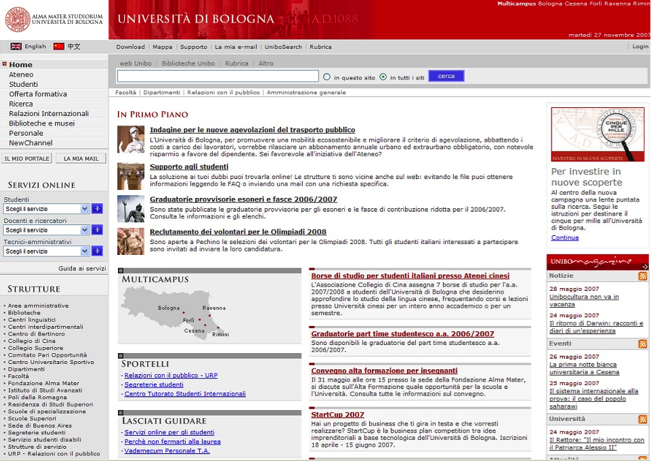 ALMA MATER STUDIORUM
UNIVERSITÀ DI BOLOGNA
UNIVERSITÀ DI BOLOGNA A.D. 1088
Multicampus Bologna Cesena Forlì Ravenna Rimini
martedì 27 novembre 2007
English 中文
Download | Mappa | Supporto | La mia e-mail | UniboSearch | Rubrica
| Login
Home
Ateneo
Studenti
Offerta formativa
Ricerca
Relazioni Internazionali
Biblioteche e musei
Personale
NewChannel
IL MIO PORTALE
LA MIA MAIL
web Unibo | Biblioteche Unibo | Rubrica | Altro
in questo sito in tutti i siti cerca
Facoltà | Dipartimenti | Relazioni con il pubblico | Amministrazione generale
SERVIZI ONLINE
Studenti
Scegli il servizio
Docenti e ricercatori
Scegli il servizio
Tecnici-amministrativi
Scegli il servizio
Guida ai servizi
STRUTTURE
Aree amministrative
Biblioteche
Centri linguistici
Centri interdipartimentali
Centro di Bertinoro
Collegio di Cina
Collegio Superiore
Comitato Pari Opportunità
Centro Universitario Sportivo
Dipartimenti
Facoltà
Fondazione Alma Mater
Istituto di Studi Avanzati
Poli della Romagna
Residenza di Studi Superiori
Scuole di specializzazione
Scuole Superiori
Sede di Buenos Aires
Studenti seguenti
Servizio studenti disabili
Strutture di servizio
URP - Relazioni con il pubblico
IN PRIMO PIANO
Indagine per le nuove agevolazioni del trasporto pubblico
L'Università di Bologna, per promuovere una mobilità ecosostenibile e migliorare il criterio di agevolazione, abbattendo i
costi a carico dei lavoratori, vorrebbe rilasciare un abbonamento annuale urbano ed extraurbano obbligatorio, con notevole
risparmio a favore del dipendente. Sei favorevole all'iniziativa dell'Ateneo?
Supporto agli studenti
La soluzione ai tuoi dubbi puoi trovarla online! Le strutture ti sono vicine anche sul web: evitando le file puoi ottenere
informazioni leggendo le FAQ o inviando una mail con una richiesta specifica.
Graduatorie provvisorie esoneri e fasce 2006/2007
Sono state pubblicate le graduatorie provvisorie per gli esoneri e le fasce di contribuzione ridotta per il 2006/2007.
Consulta le informazioni e gli elenchi.
Reclutamento dei volontari per le Olimpiadi 2008
Sono aperte a Pechino le selezioni dei volontari per le Olimpiadi 2008. Tutti gli studenti italiani interessati a partecipare
sono invitati ad inviare la loro candidatura.
MULTICAMPUS
Bologna
Ravenna
Forlì
Cesena
Rimini
SPORTELLI
- Relazioni con il pubblico - URP
- Segreterie studenti
- Centro Tutorato Studenti Internazionali
LASCIATI GUIDARE
- Servizi online per gli studenti
- Perchè non fermarti alla laurea
- Vademecum Personale T.A.
Borse di studio per studenti italiani presso Atenei cinesi
L'Associazione Collegio di Cina assegna 7 borse di studio per l'a.a.
2007/2008 a studenti dell'Università di Bologna che desiderino
approfondire lo studio della lingua cinese, frequentando corsi e lezioni
presso Università cinesi per un intero anno accademico o per un
semestre.
Graduatorie part time studentesco a.a. 2006/2007
Sono disponibili le graduatorie del part time studentesco a.a.
2006/2007.
Convegno alta formazione per insegnanti
Il 31 maggio alle ore 15 presso la sede della Fondazione Alma Mater,
si discute sull'Alta Formazione quale opportunità per la scuola e
l'Università. Consulta tutte le informazioni sul convegno.
StartCup 2007
Hai un progetto di business che ti gira in testa e che vorresti
realizzare? StartCup è la business plan competition tra idee
imprenditoriali a base tecnologica dell'Università di Bologna. Iscrizioni
18 aprile - 15 giugno 2007.
CINQUE
PER
MILLE
INVESTIRE IN NUOVE SCOPERTE
Per investire in
nuove scoperte
Al centro della nuova
campagna una lente
puntata sulla ricerca.
Segui le
istruzioni per destinare
il cinque per mille
all'Università di
Bologna.
Continua
UNIBOmagazine
Notizie
28 maggio 2007
Unibocultura non va in
vacanza
24 maggio 2007
Il ritorno di Darwin: racconti e
diari di un'esperienza
Eventi
26 maggio 2007
La prima notte bianca
universitaria a Cesena
25 maggio 2007
Il sistema internazionale alla
prova: il caso del popolo
saharawi
Università
24 maggio 2007
Il Rettore: "Il mio incontro con
il Patriarca Alessio II"